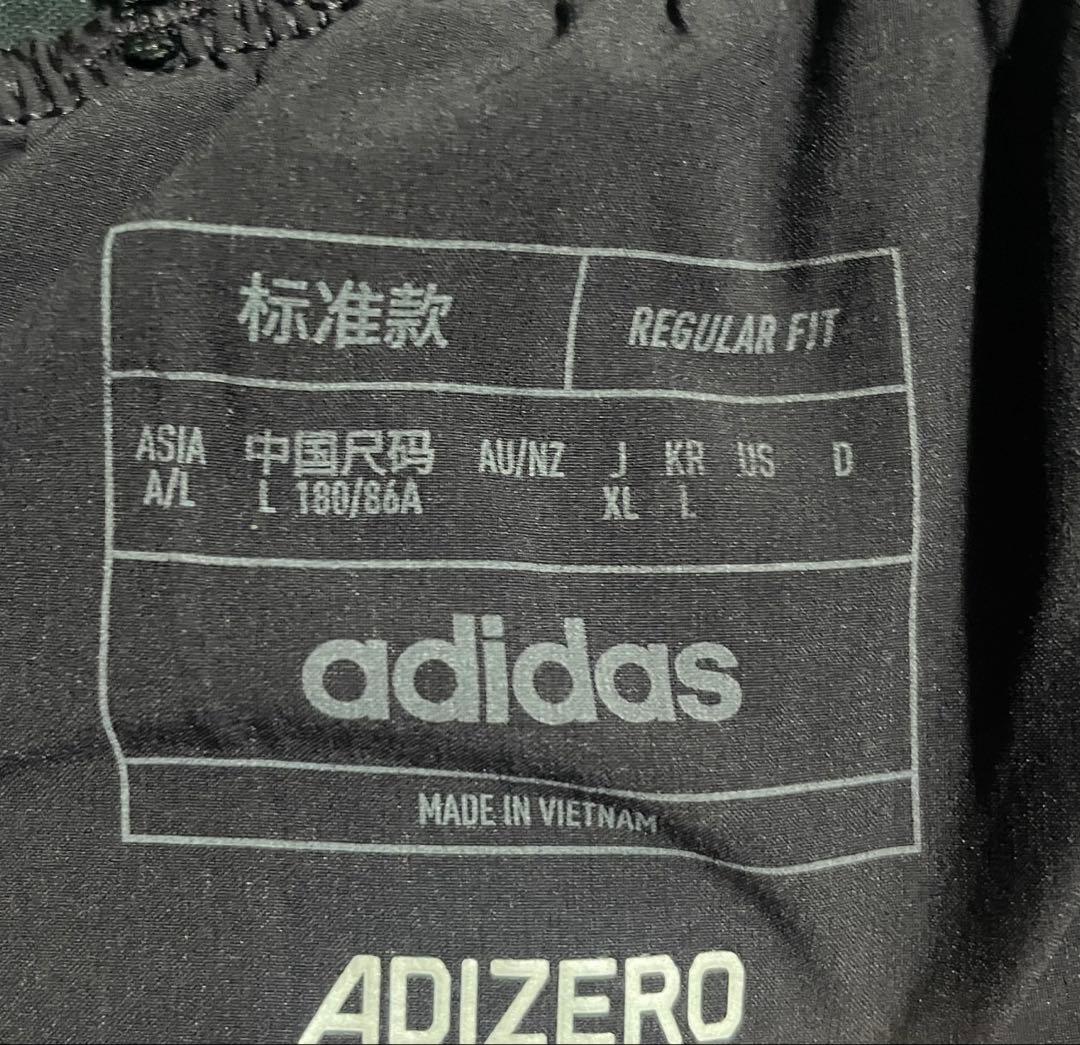 标准款 REGULAR FIT
ASIA 中国尺码 AU/NZ J KR US D
A/L L 180/86A XL L
adidas
MADE IN VIETNAM
ADIZERO